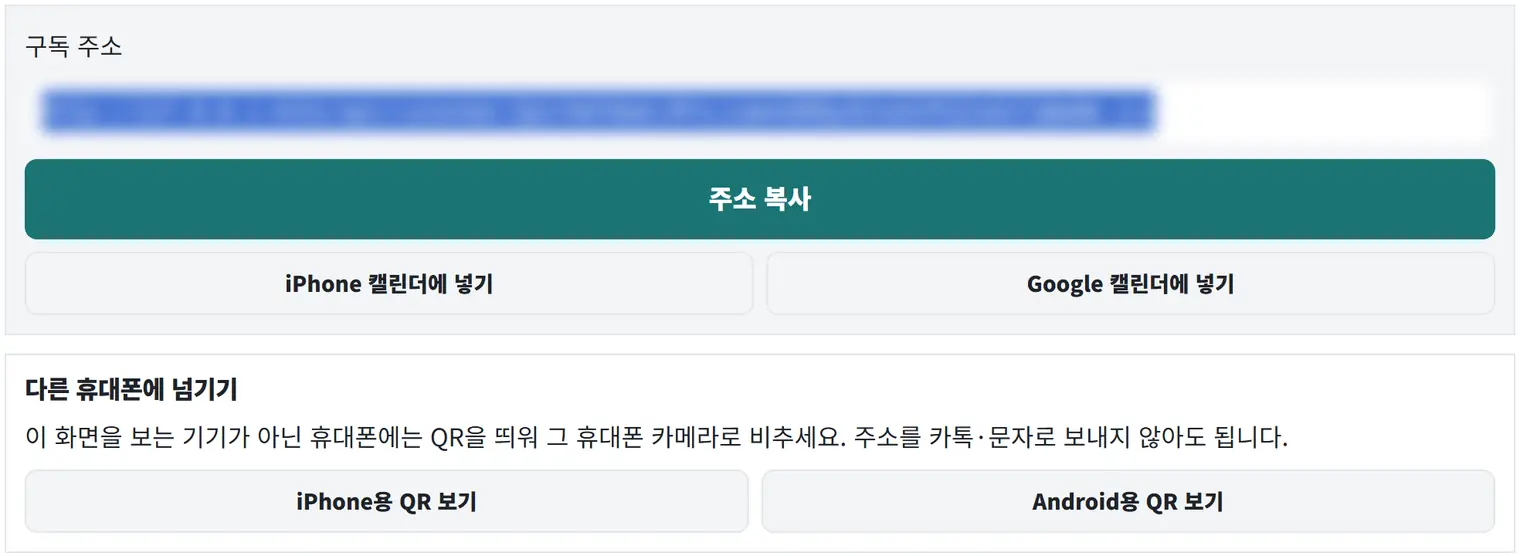 구독 주소
주소 복사
iPhone 캘린더에 넣기
Google 캘린더에 넣기
다른 휴대폰에 넘기기
이 화면을 보는 기기가 아닌 휴대폰에는 QR을 띄워 그 휴대폰 카메라로 비추세요. 주소를 카톡·문자로 보내지 않아도 됩니다.
iPhone용 QR 보기
Android용 QR 보기